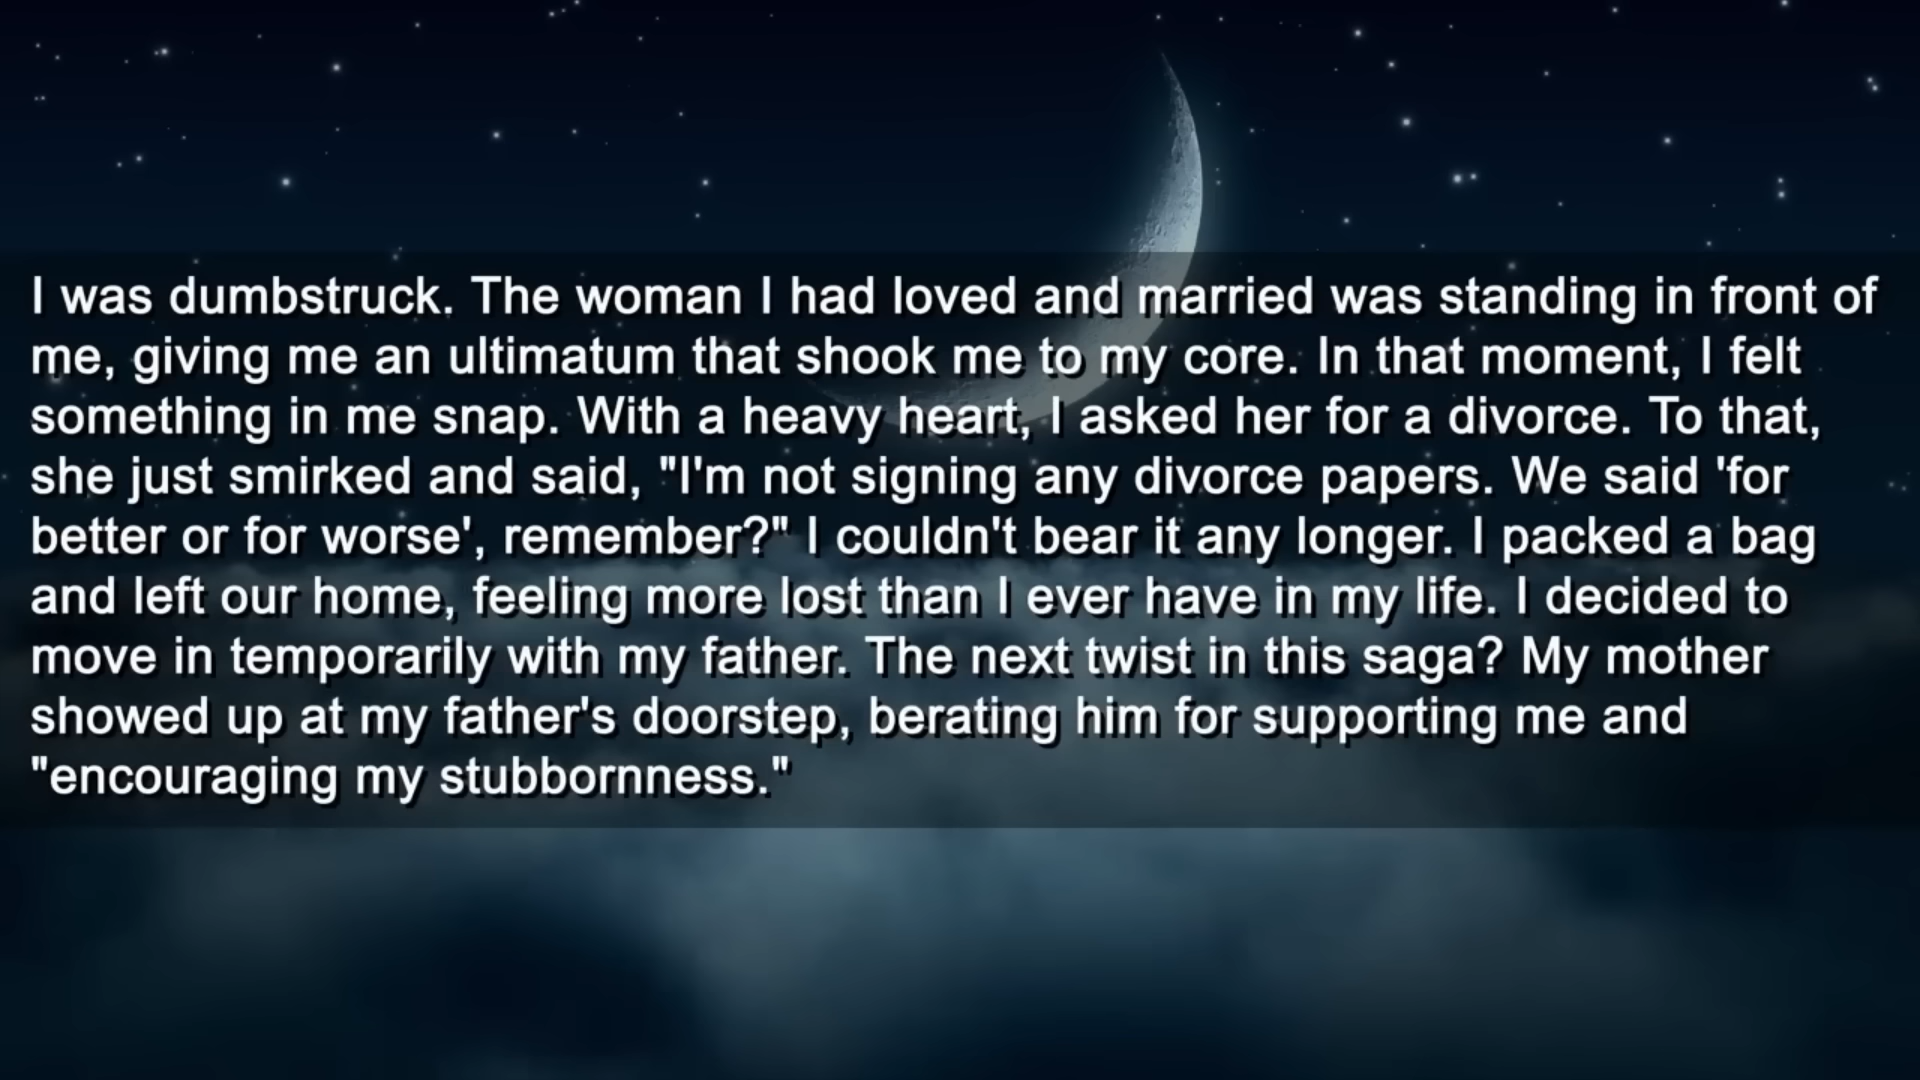 I was dumbstruck. The woman I had loved and married was standing in front of
me, giving me an ultimatum that shook me to my core. In that moment, I felt
something in me snap. With a heavy heart, I asked her for a divorce. To that,
she just smirked and said, "I'm not signing any divorce papers. We said 'for
better or for worse', remember?" I couldn't bear it any longer. I packed a bag
and left our home, feeling more lost than I ever have in my life. I decided to
move in temporarily with my father. The next twist in this saga? My mother
showed up at my father's doorstep, berating him for supporting me and
"encouraging my stubbornness."